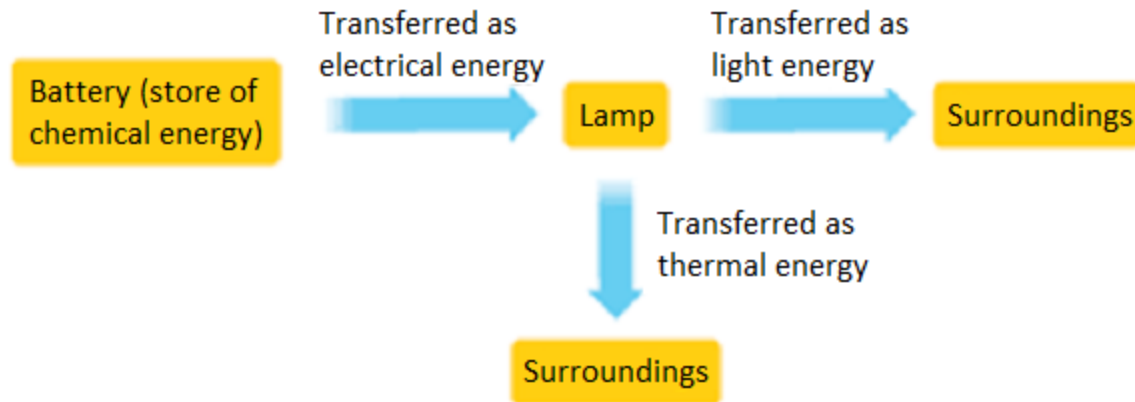 Battery (store of
chemical energy)
Transferred as
electrical energy
Lamp
Transferred as
light energy
Surroundings
Transferred as
thermal energy
Surroundings